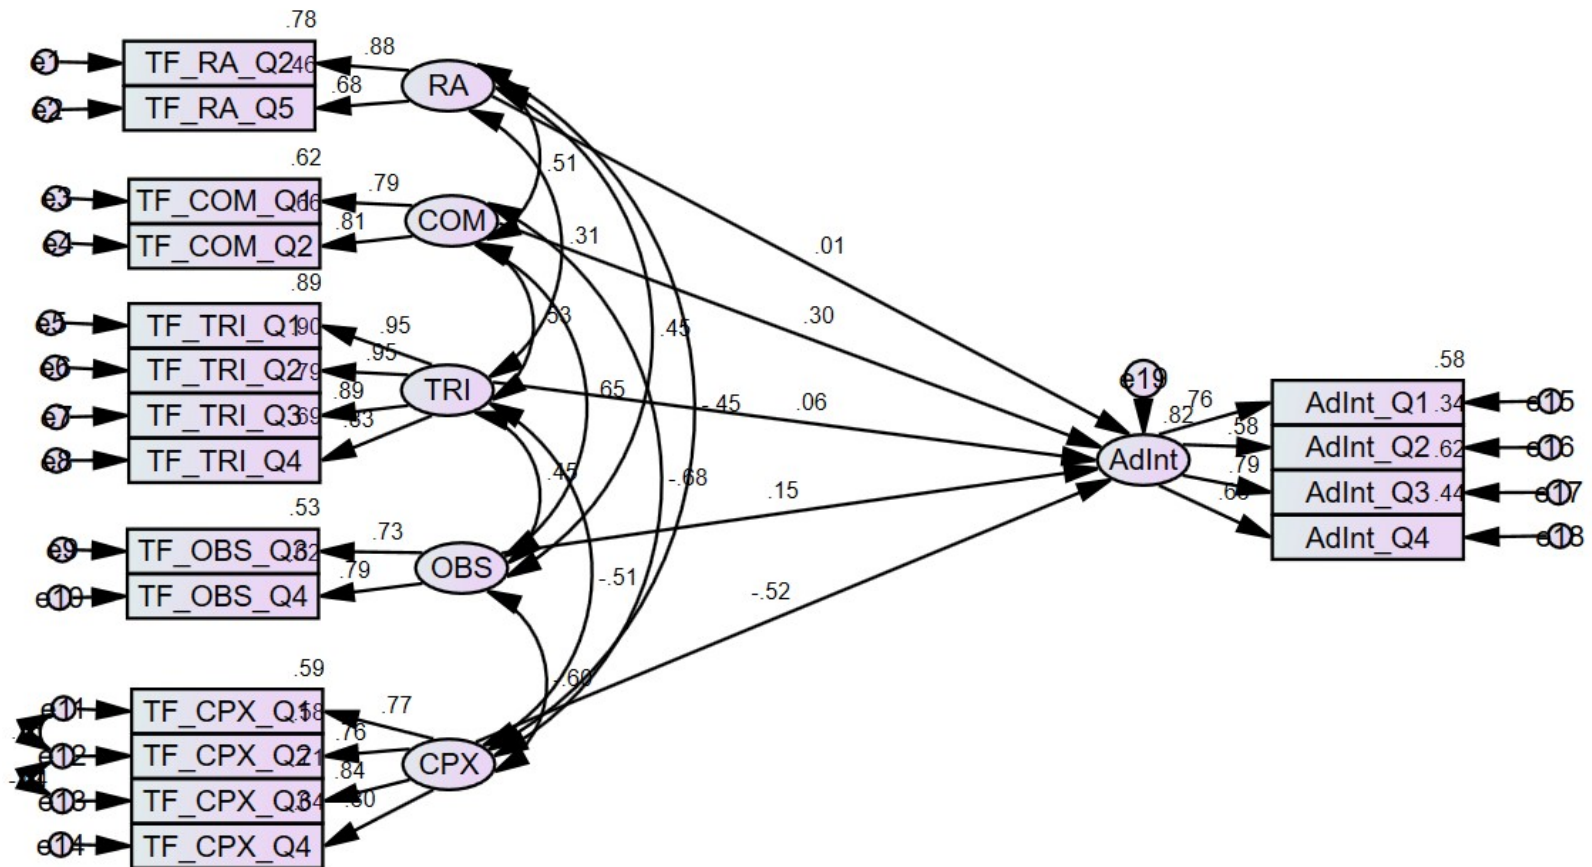 .78
e1 TF_RA_Q2 .46 .88 RA
e2 TF_RA_Q5 .68
.51
.62
e3 TF_COM_Q1 .66 .79 COM
e4 TF_COM_Q2 .81
.31
.01
.89
e5 TF_TRI_Q1 .90 .95
.53
.45
.30
e6 TF_TRI_Q2 .79 .95
e7 TF_TRI_Q3 .69 .89 TRI
e8 TF_TRI_Q4 .83
.65
-.45
.06
.45
-.68
.15
.53
e9 TF_OBS_Q3 .62 .73 OBS
e10 TF_OBS_Q4 .79
-.51
-.52
.59
-.60
e11 TF_CPX_Q1 .58 .77
e12 TF_CPX_Q2 .71 .76 CPX
e13 TF_CPX_Q3 .64 .84
e14 TF_CPX_Q4 .80
e19
.82
AdInt
.58
.76 AdInt_Q1 .34 e15
.58 AdInt_Q2 .62 e16
.79 AdInt_Q3 .44 e17
AdInt_Q4 e18